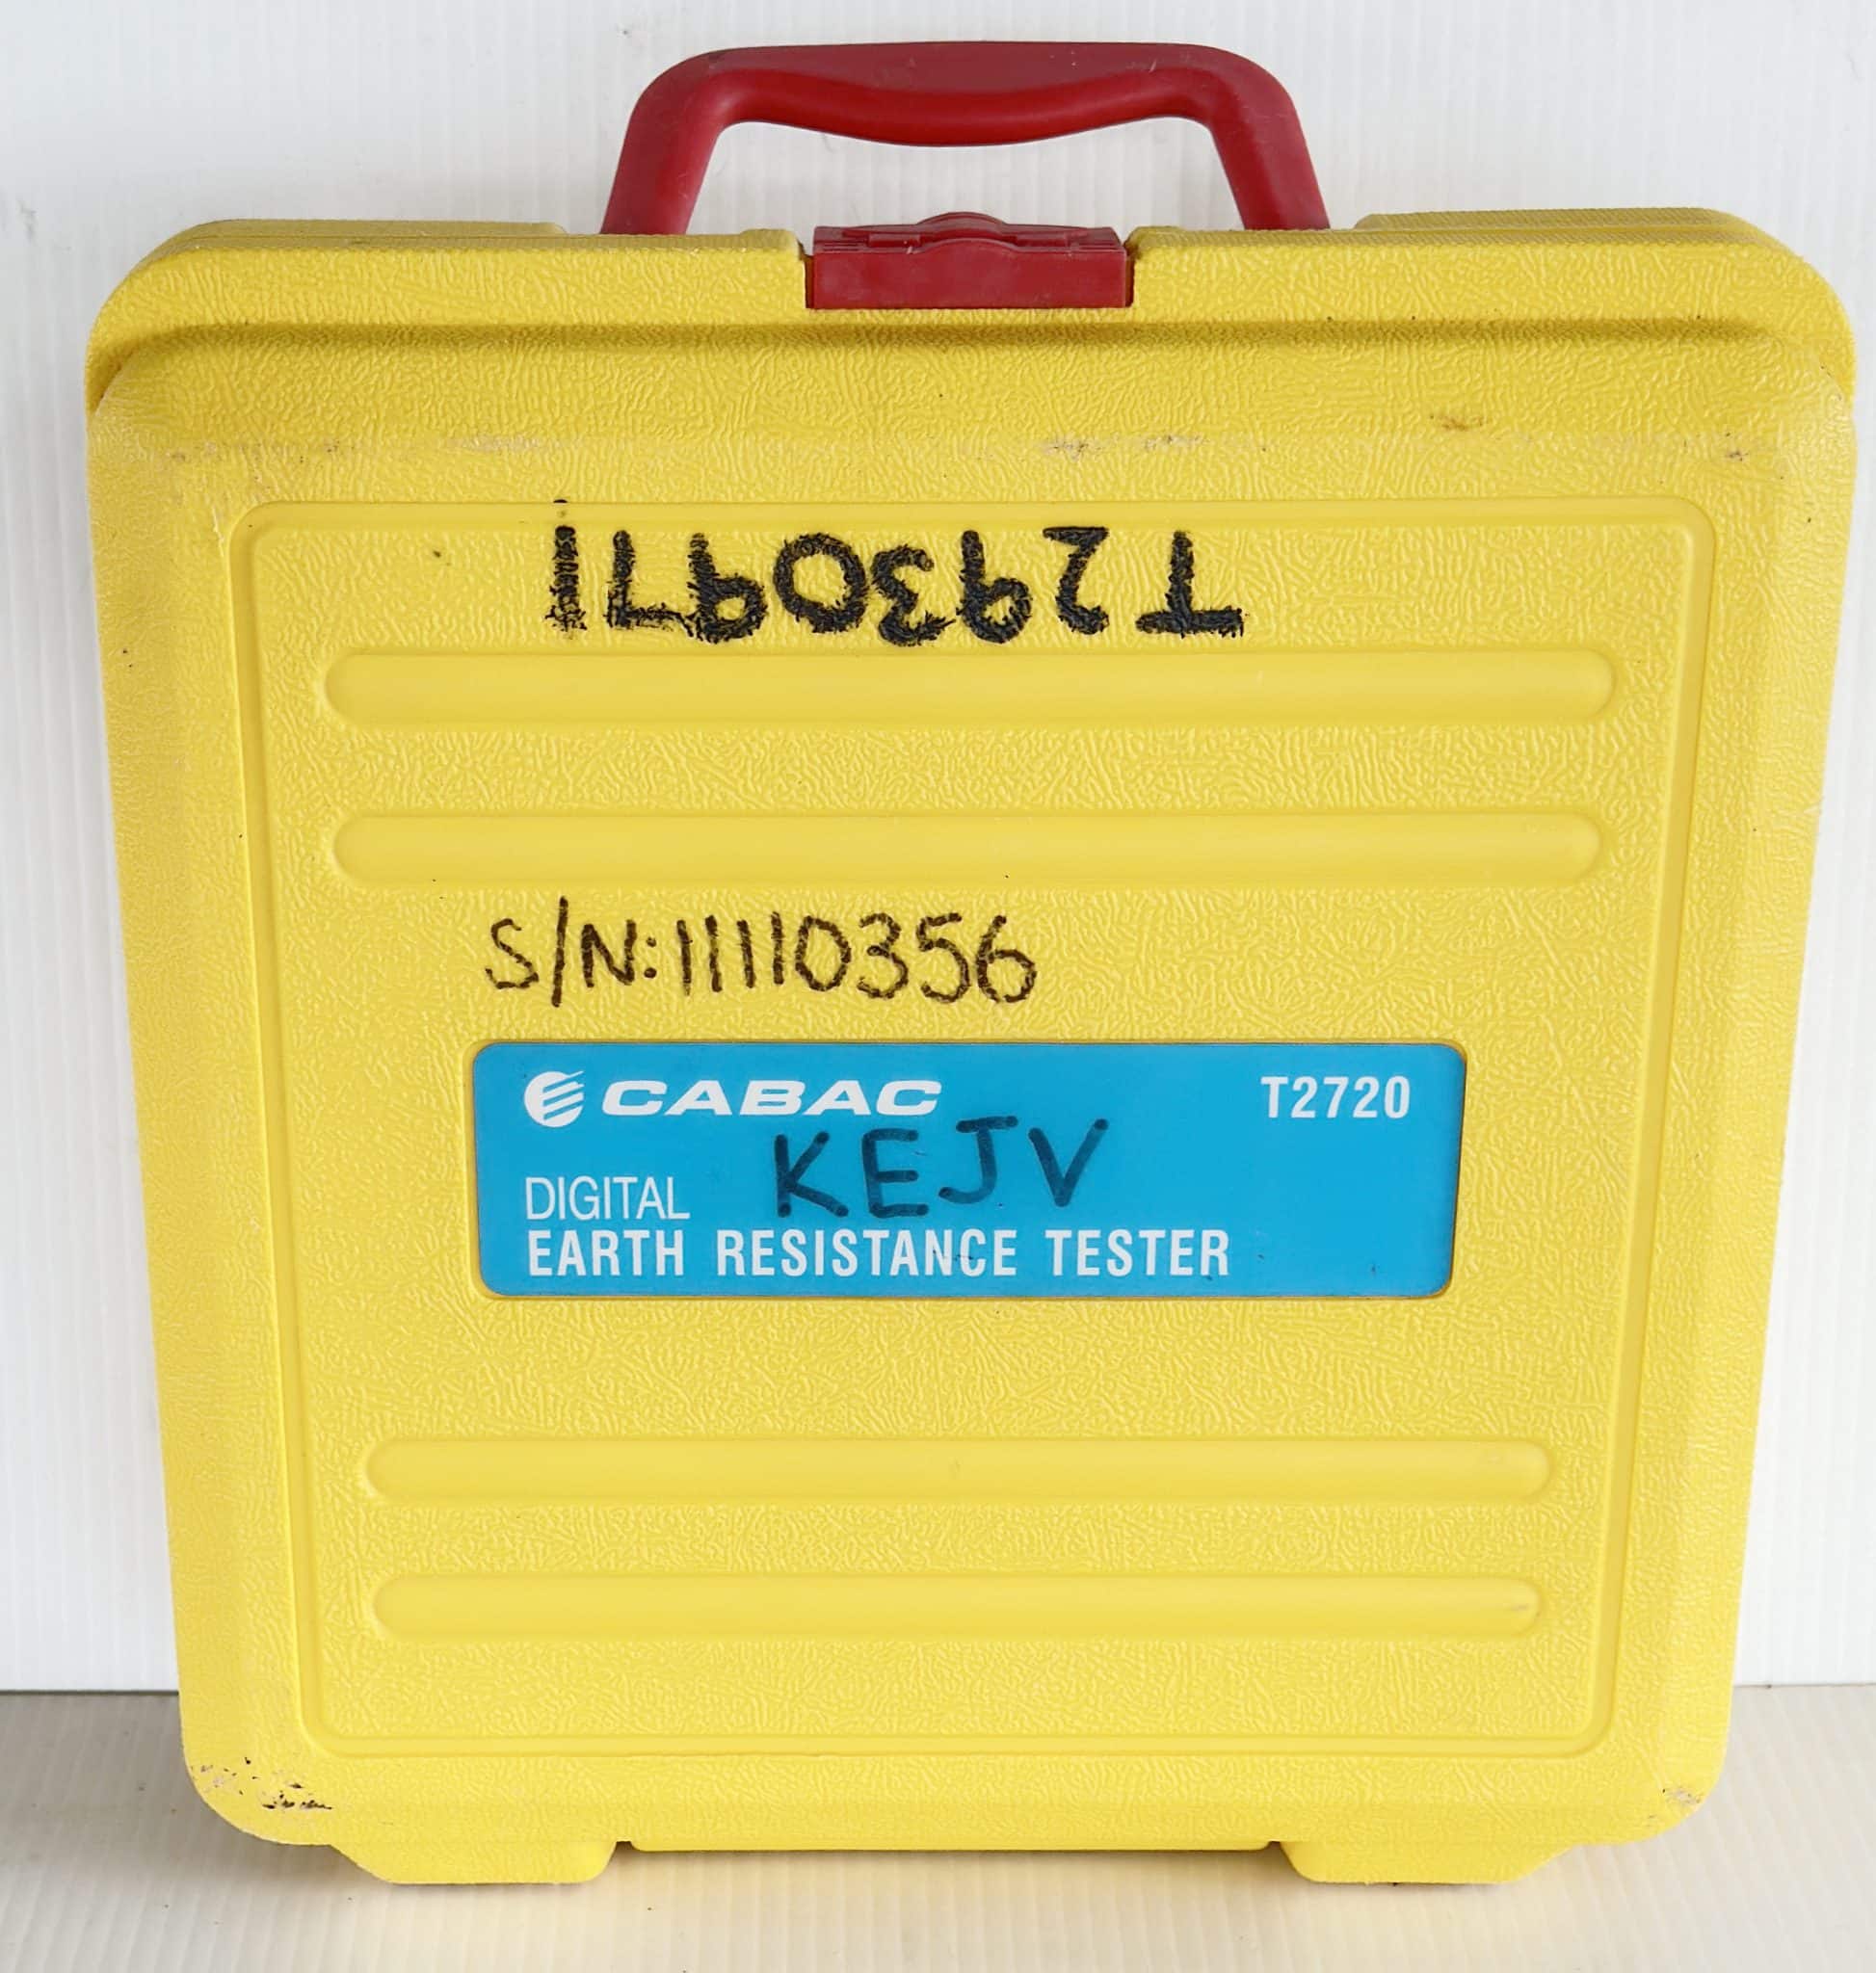 T2930971
S/N:11110356
CABAC T2720
KEJV
DIGITAL
EARTH RESISTANCE TESTER